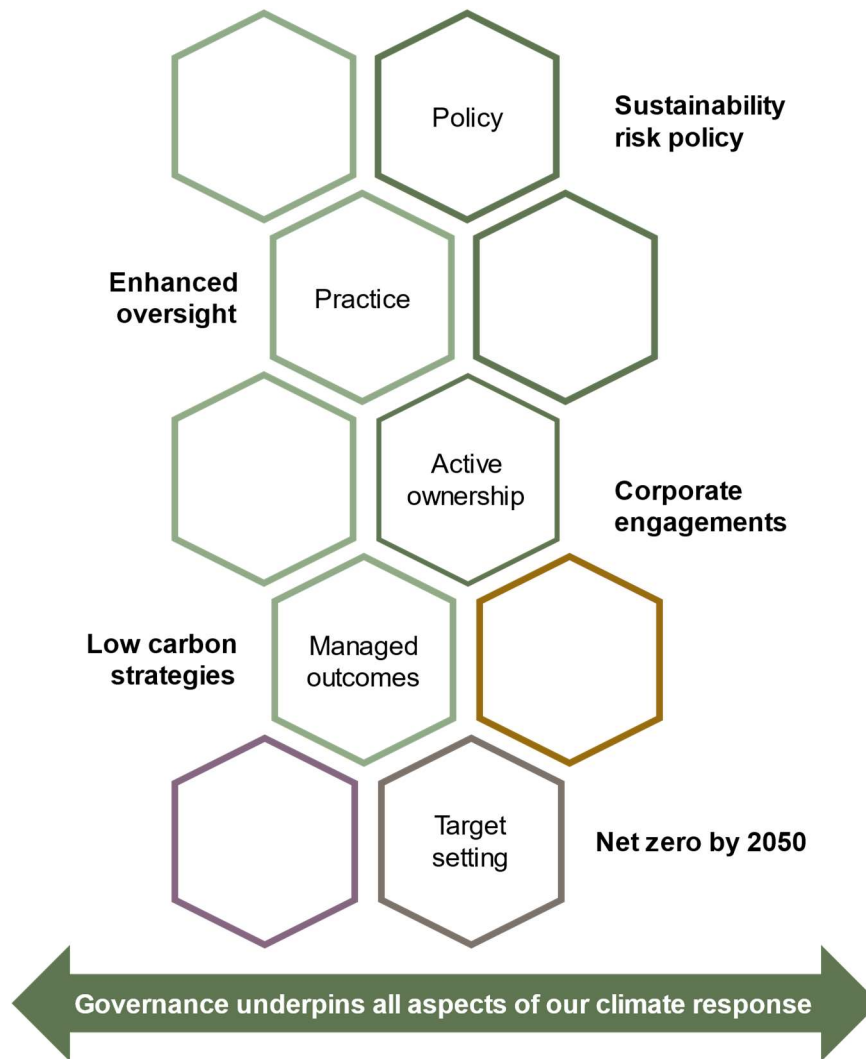 Policy
Sustainability
risk policy
Enhanced
oversight
Practice
Active
ownership
Corporate
engagements
Low carbon
strategies
Managed
outcomes
Target
setting
Net zero by 2050
Governance underpins all aspects of our climate response